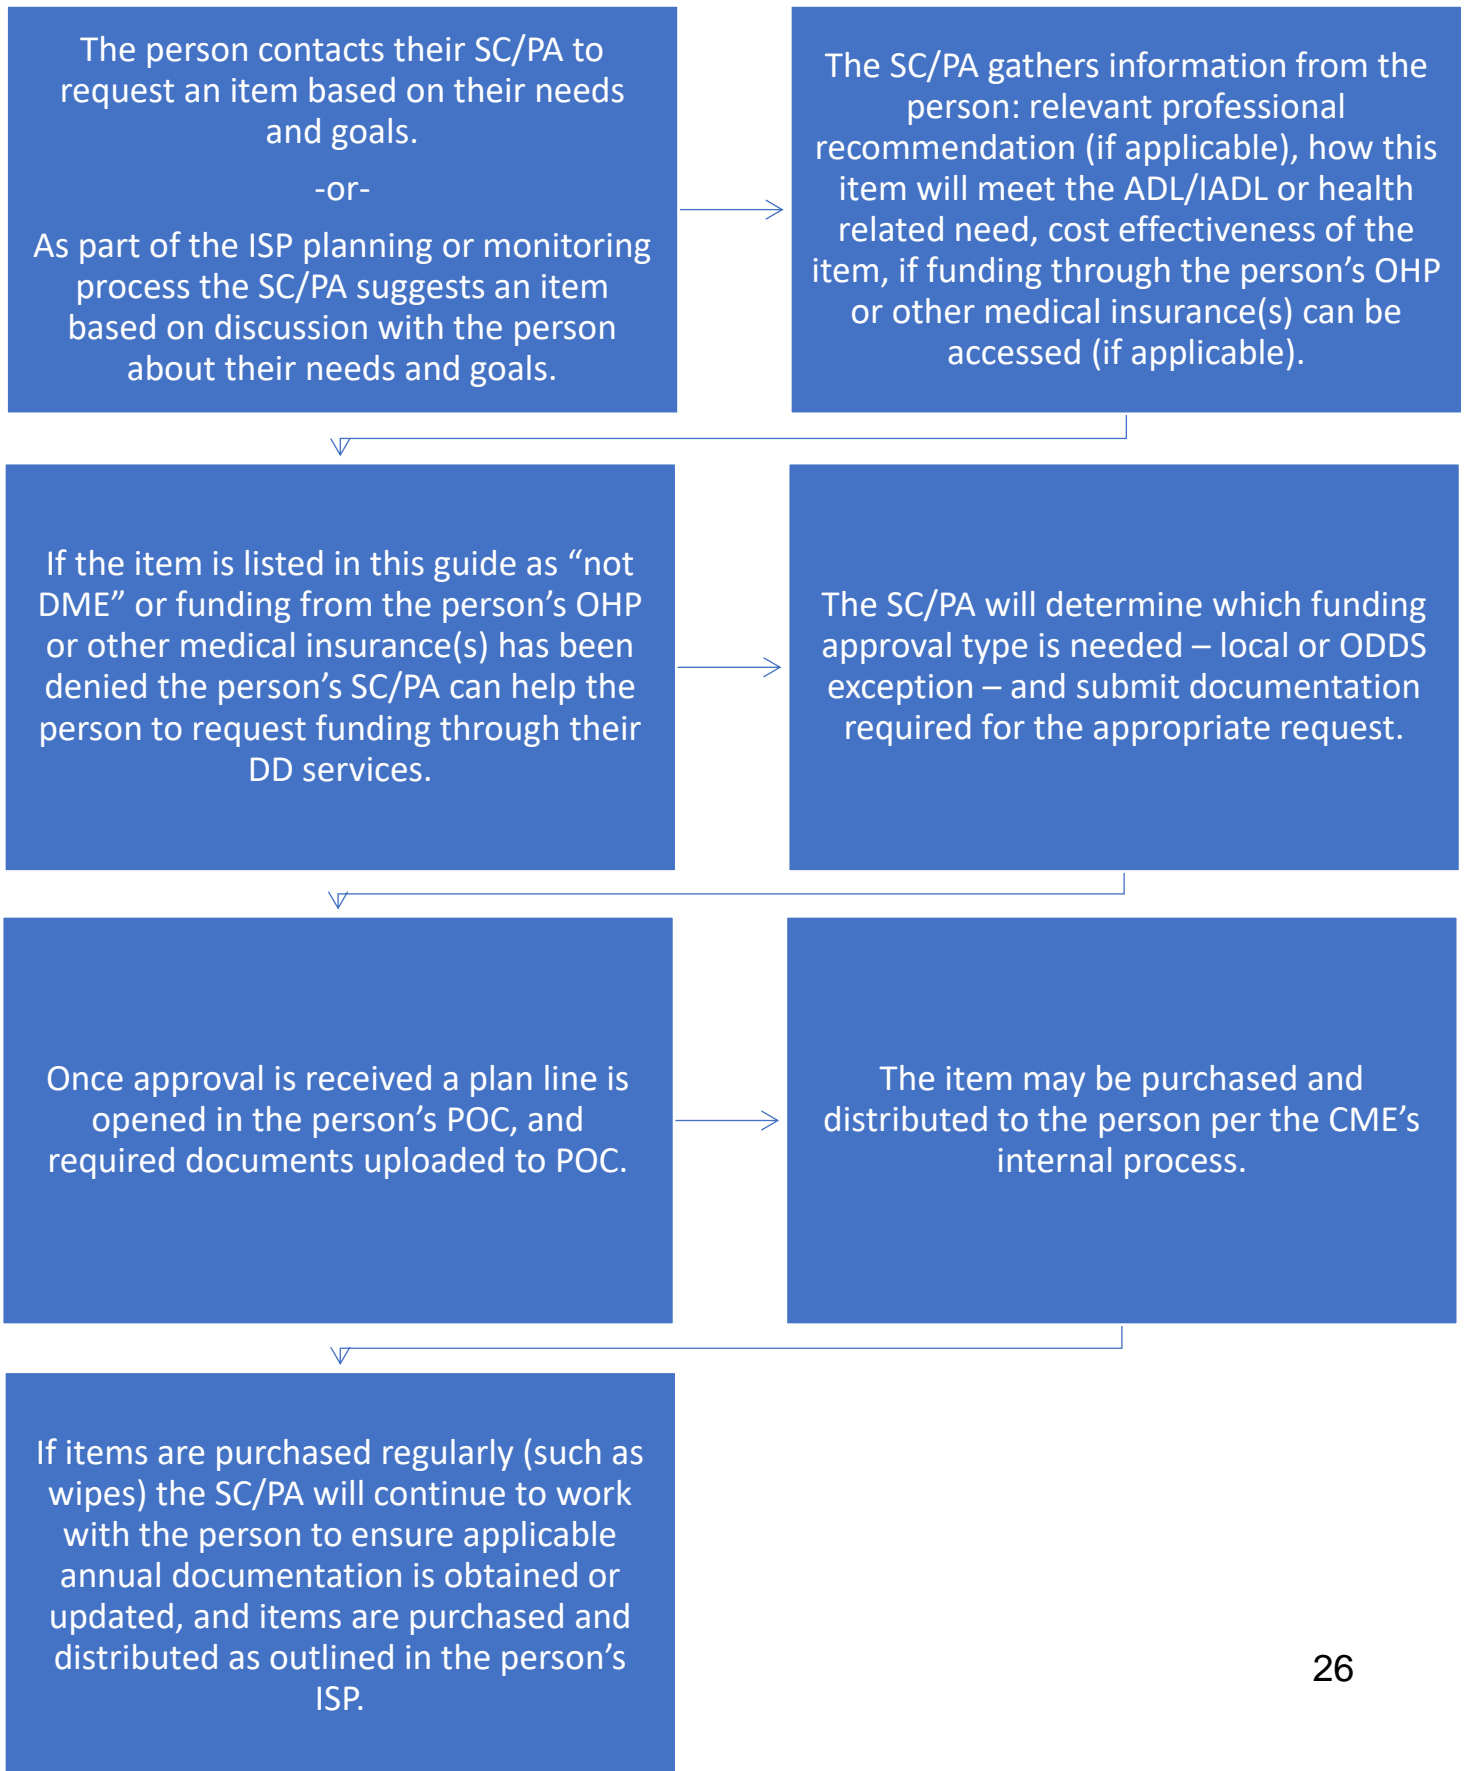 The person contacts their SC/PA to
request an item based on their needs
and goals.
-or-
As part of the ISP planning or monitoring
process the SC/PA suggests an item
based on discussion with the person
about their needs and goals.
The SC/PA gathers information from the
person: relevant professional
recommendation (if applicable), how this
item will meet the ADL/IADL or health
related need, cost effectiveness of the
item, if funding through the person’s OHP
or other medical insurance(s) can be
accessed (if applicable).
If the item is listed in this guide as “not
DME” or funding from the person’s OHP
or other medical insurance(s) has been
denied the person’s SC/PA can help the
person to request funding through their
DD services.
The SC/PA will determine which funding
approval type is needed – local or ODDS
exception – and submit documentation
required for the appropriate request.
Once approval is received a plan line is
opened in the person’s POC, and
required documents uploaded to POC.
The item may be purchased and
distributed to the person per the CME’s
internal process.
If items are purchased regularly (such as
wipes) the SC/PA will continue to work
with the person to ensure applicable
annual documentation is obtained or
updated, and items are purchased and
distributed as outlined in the person’s
ISP.
26